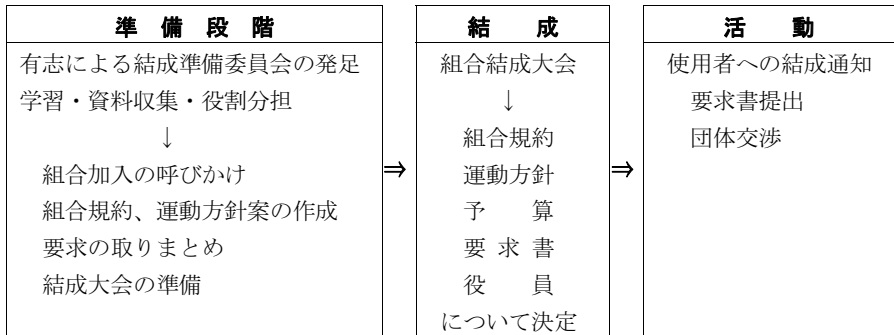 準 備 段 階
有志による結成準備委員会の発足
学習・資料収集・役割分担
↓
組合加入の呼びかけ
組合規約、運動方針案の作成
要求の取りまとめ
結成大会の準備
⇒
結 成
組合結成大会
↓
組合規約
運動方針
予 算
要 求 書
役 員
について決定
⇒
活 動
使用者への結成通知
要求書提出
団体交渉